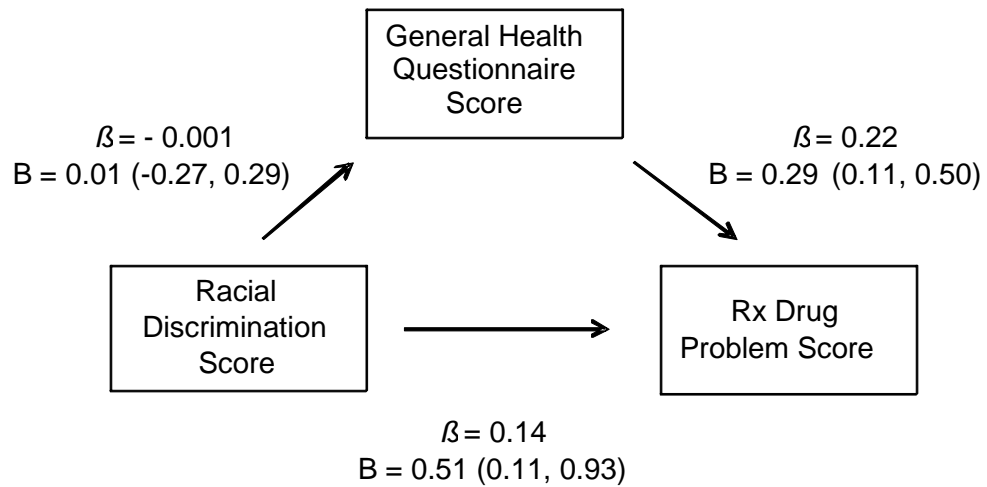 General Health
Questionnaire
Score
ß = - 0.001
B = 0.01 (-0.27, 0.29)
ß = 0.22
B = 0.29 (0.11, 0.50)
Racial
Discrimination
Score
Rx Drug
Problem Score
ß = 0.14
B = 0.51 (0.11, 0.93)